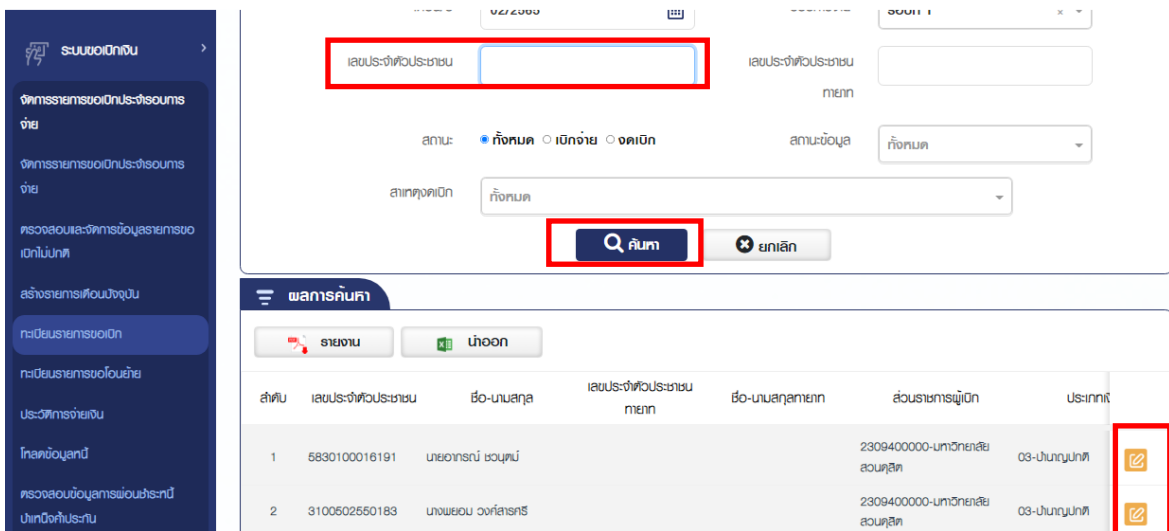 02/2565
รอบที่ 1
ระบบขอเบิกเงิน
เลขประจำตัวประชาชน
เลขประจำตัวประชาชน
ทายาท
จัดการรายการขอเบิกประจำรอบการ
จ่าย
สถานะ
ทั้งหมด
เบิกจ่าย
งดเบิก
สถานะข้อมูล
ทั้งหมด
จัดการรายการขอเบิกประจำรอบการ
จ่าย
สาเหตุงดเบิก
ทั้งหมด
ตรวจสอบและจัดการข้อมูลรายการขอ
เบิกไม่ปกติ
ค้นหา
ยกเลิก
สร้างรายการเดือนปัจจุบัน
ผลการค้นหา
ทะเบียนรายการขอเบิก
รายงาน
นำออก
ทะเบียนรายการขอโอนย้าย
ลำดับ เลขประจำตัวประชาชน ชื่อ-นามสกุล เลขประจำตัวประชาชน ชื่อ-นามสกุลทายาท ส่วนราชการผู้เบิก ประเภทเ
ทายาท
ประวัติการจ่ายเงิน
โหลดข้อมูลหนี้
1 5830100016191 นายอาภรณ์ ชวนุตม์ 2309400000-มหาวิทยาลัย 03-บำนาญปกติ
สวนดุสิต
ตรวจสอบข้อมูลการผ่อนชำระหนี้
บำเหน็จค้ำประกัน
2 3100502550183 นางพยอม วงศ์สารศรี 2309400000-มหาวิทยาลัย 03-บำนาญปกติ
สวนดุสิต